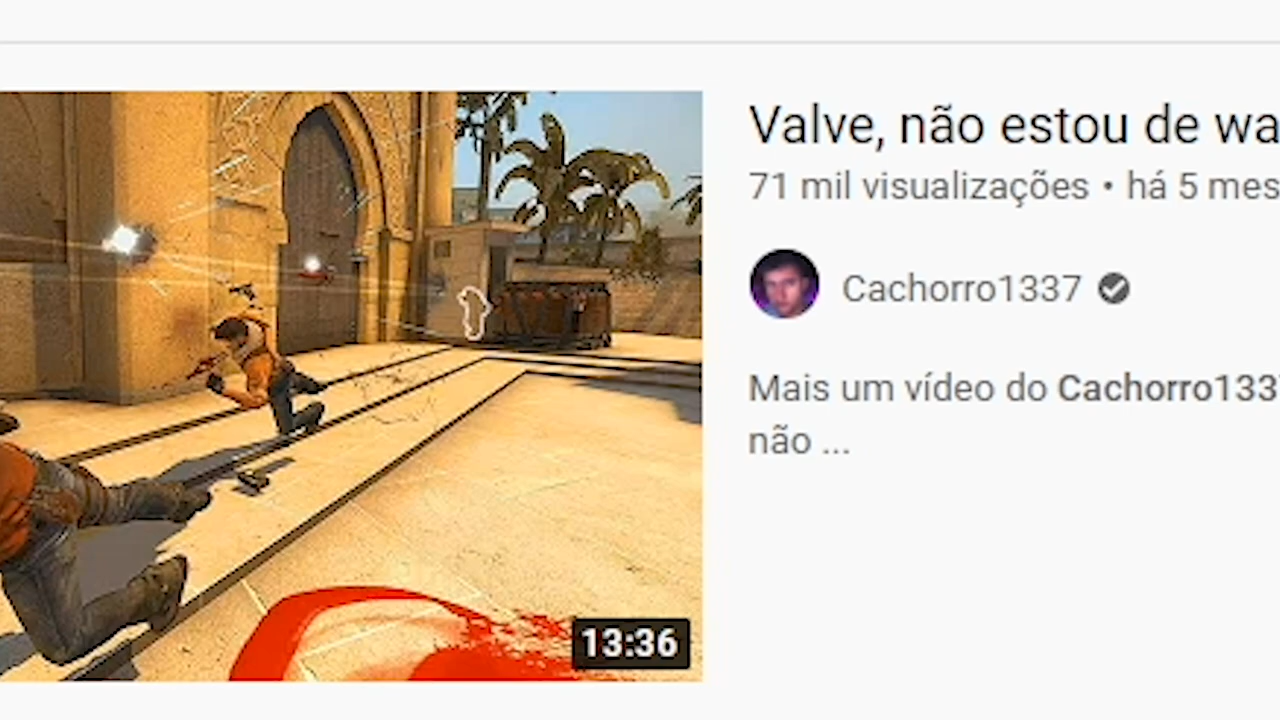 Valve, não estou de wa
71 mil visualizações • há 5 mes
Cachorro1337
Mais um vídeo do Cachorro133
não ...
13:36